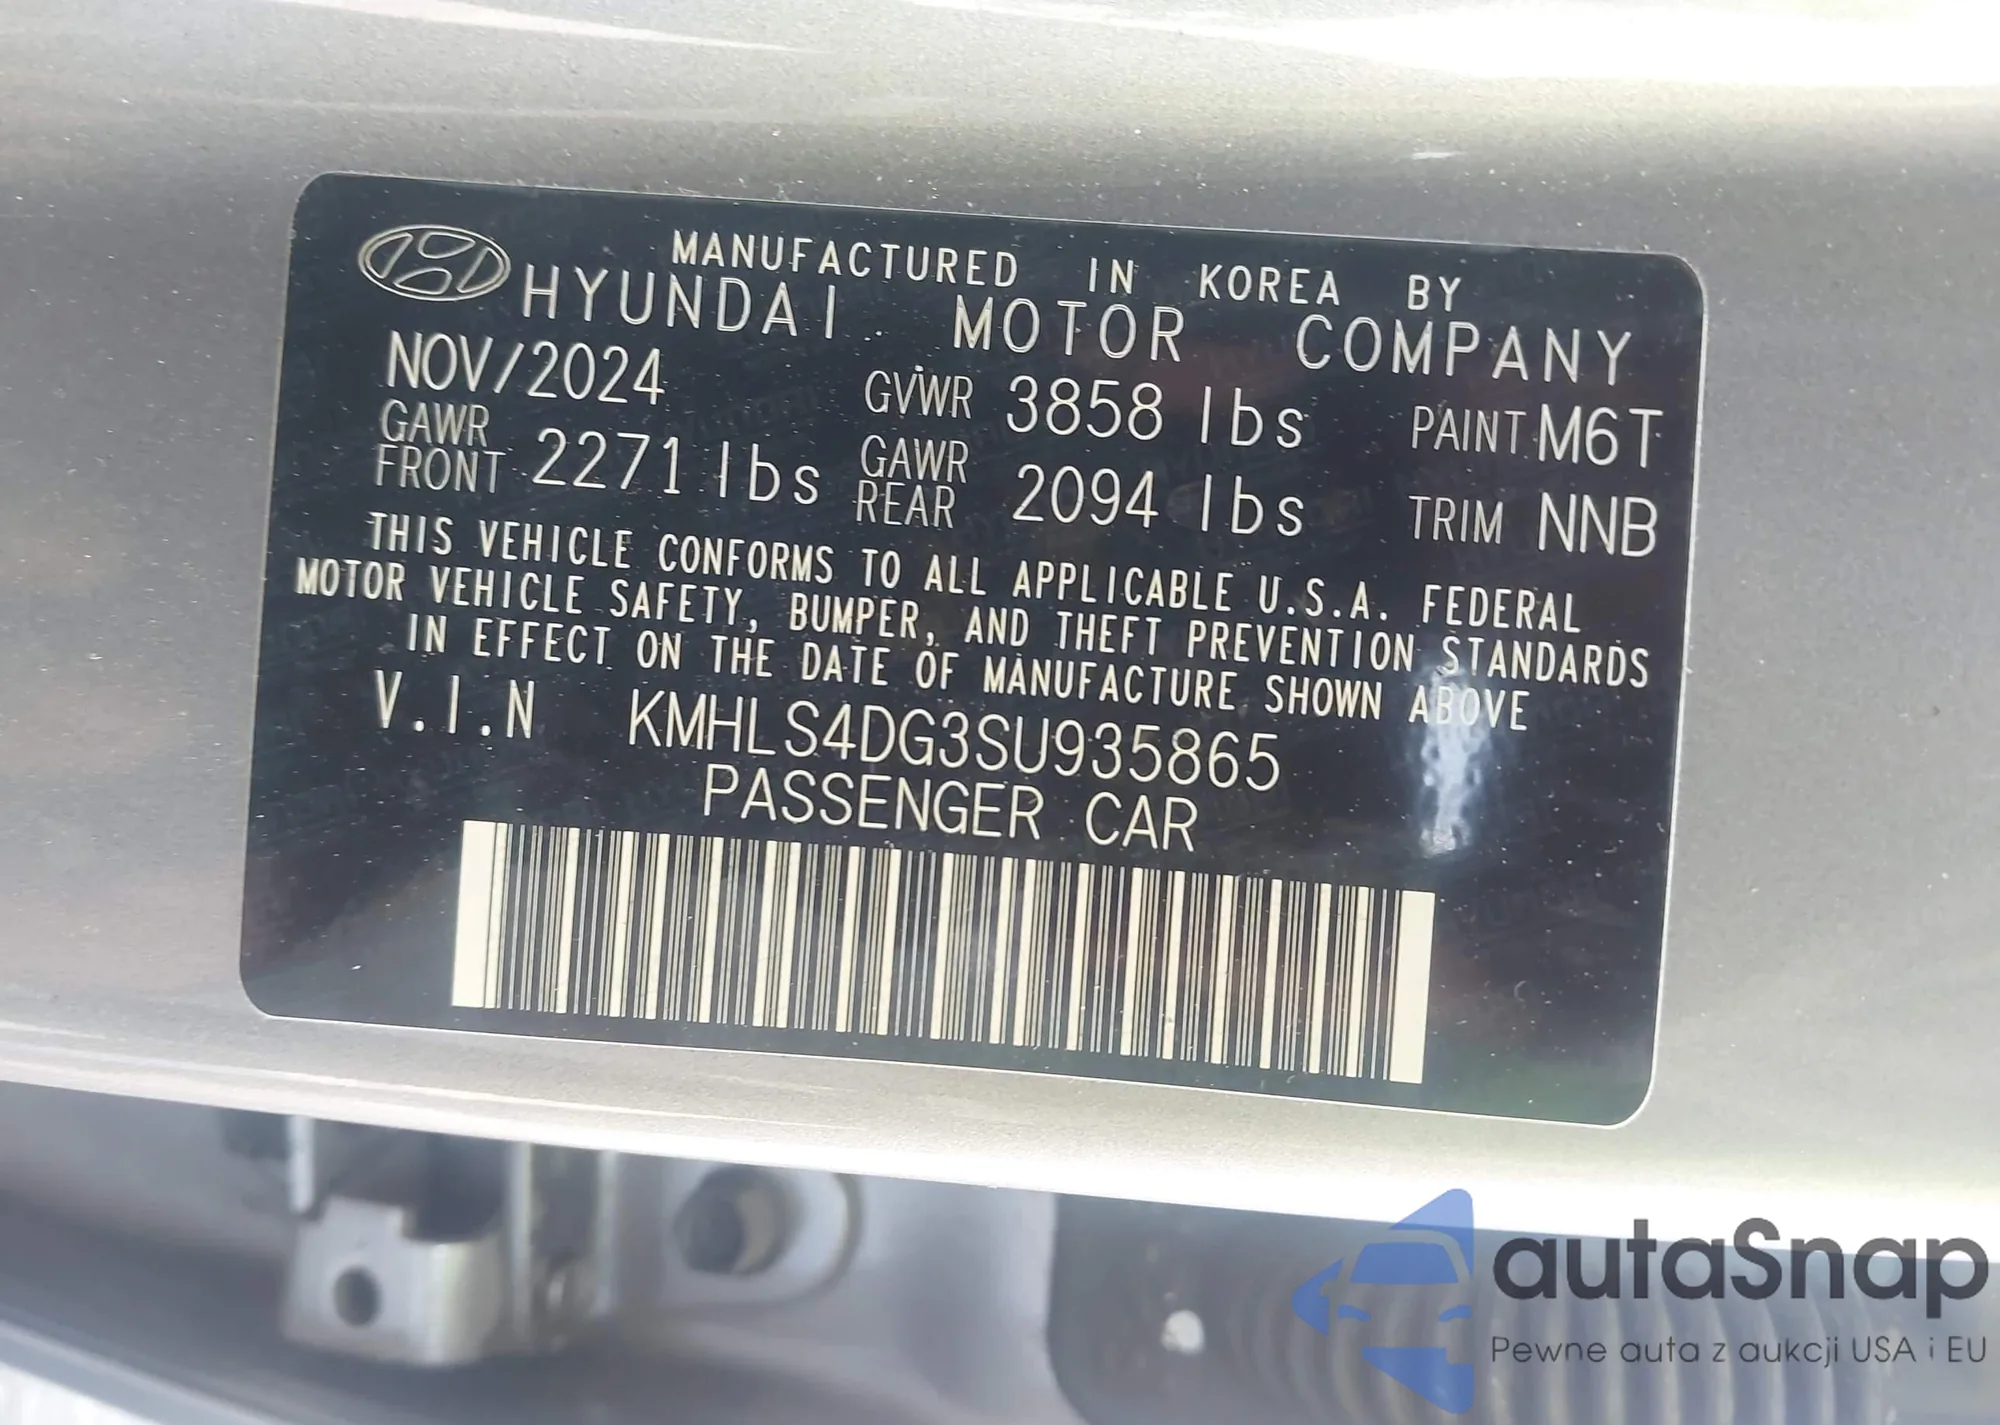 MANUFACTURED IN KOREA BY
HYUNDAI MOTOR COMPANY
NOV/2024 GVWR 3858 lbs PAINT M6T
GAWR FRONT 2271 lbs GAWR REAR 2094 lbs TRIM NNB
THIS VEHICLE CONFORMS TO ALL APPLICABLE U.S.A. FEDERAL
MOTOR VEHICLE SAFETY, BUMPER, AND THEFT PREVENTION STANDARDS
IN EFFECT ON THE DATE OF MANUFACTURE SHOWN ABOVE
V.I.N KMHLS4DG3SU935865
PASSENGER CAR
autaSnap
Pewne auta z aukcji USA i EU